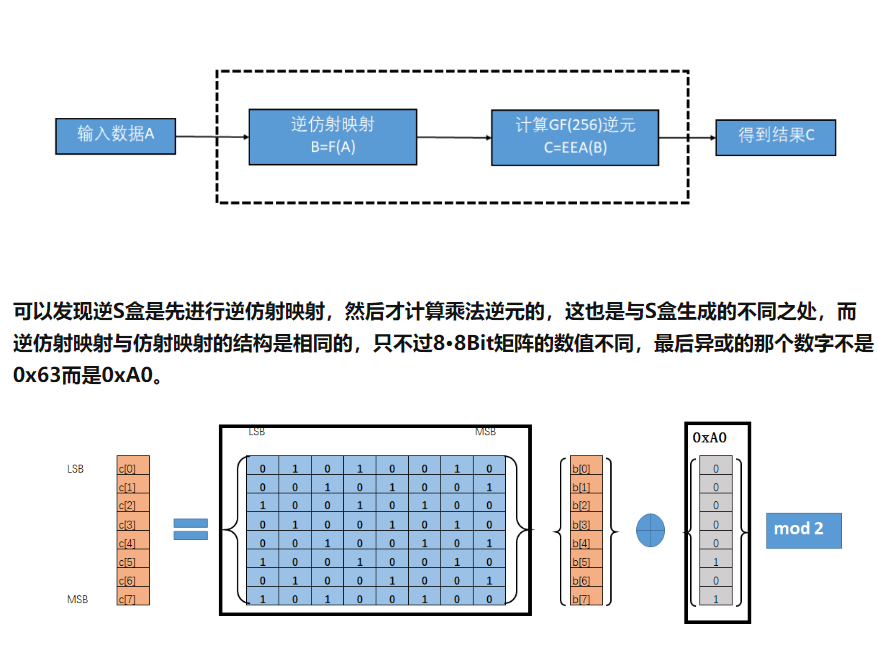 输入数据A
逆仿射映射
B=F(A)
计算GF(256)逆元
C=EEA(B)
得到结果C
可以发现逆S盒是先进行逆仿射映射，然后才计算乘法逆元的，这也是与S盒生成的不同之处，而
逆仿射映射与仿射映射的结构是相同的，只不过8•8Bit矩阵的数值不同，最后异或的那个数字不是
0x63而是0xA0。
LSB MSB 0xA0
LSB c[0] 0 1 0 1 0 0 1 0 b[0] 0
c[1] 0 0 1 0 1 0 0 1 b[1] 0
c[2] 1 0 0 1 0 1 0 0 b[2] 0
c[3] 0 1 0 0 1 0 1 0 b[3] 0
c[4] 0 0 1 0 0 1 0 1 b[4] 0
c[5] 1 0 0 1 0 0 1 0 b[5] 1
c[6] 0 1 0 0 1 0 0 1 b[6] 0
MSB c[7] 1 0 1 0 0 1 0 0 b[7] 1
mod 2